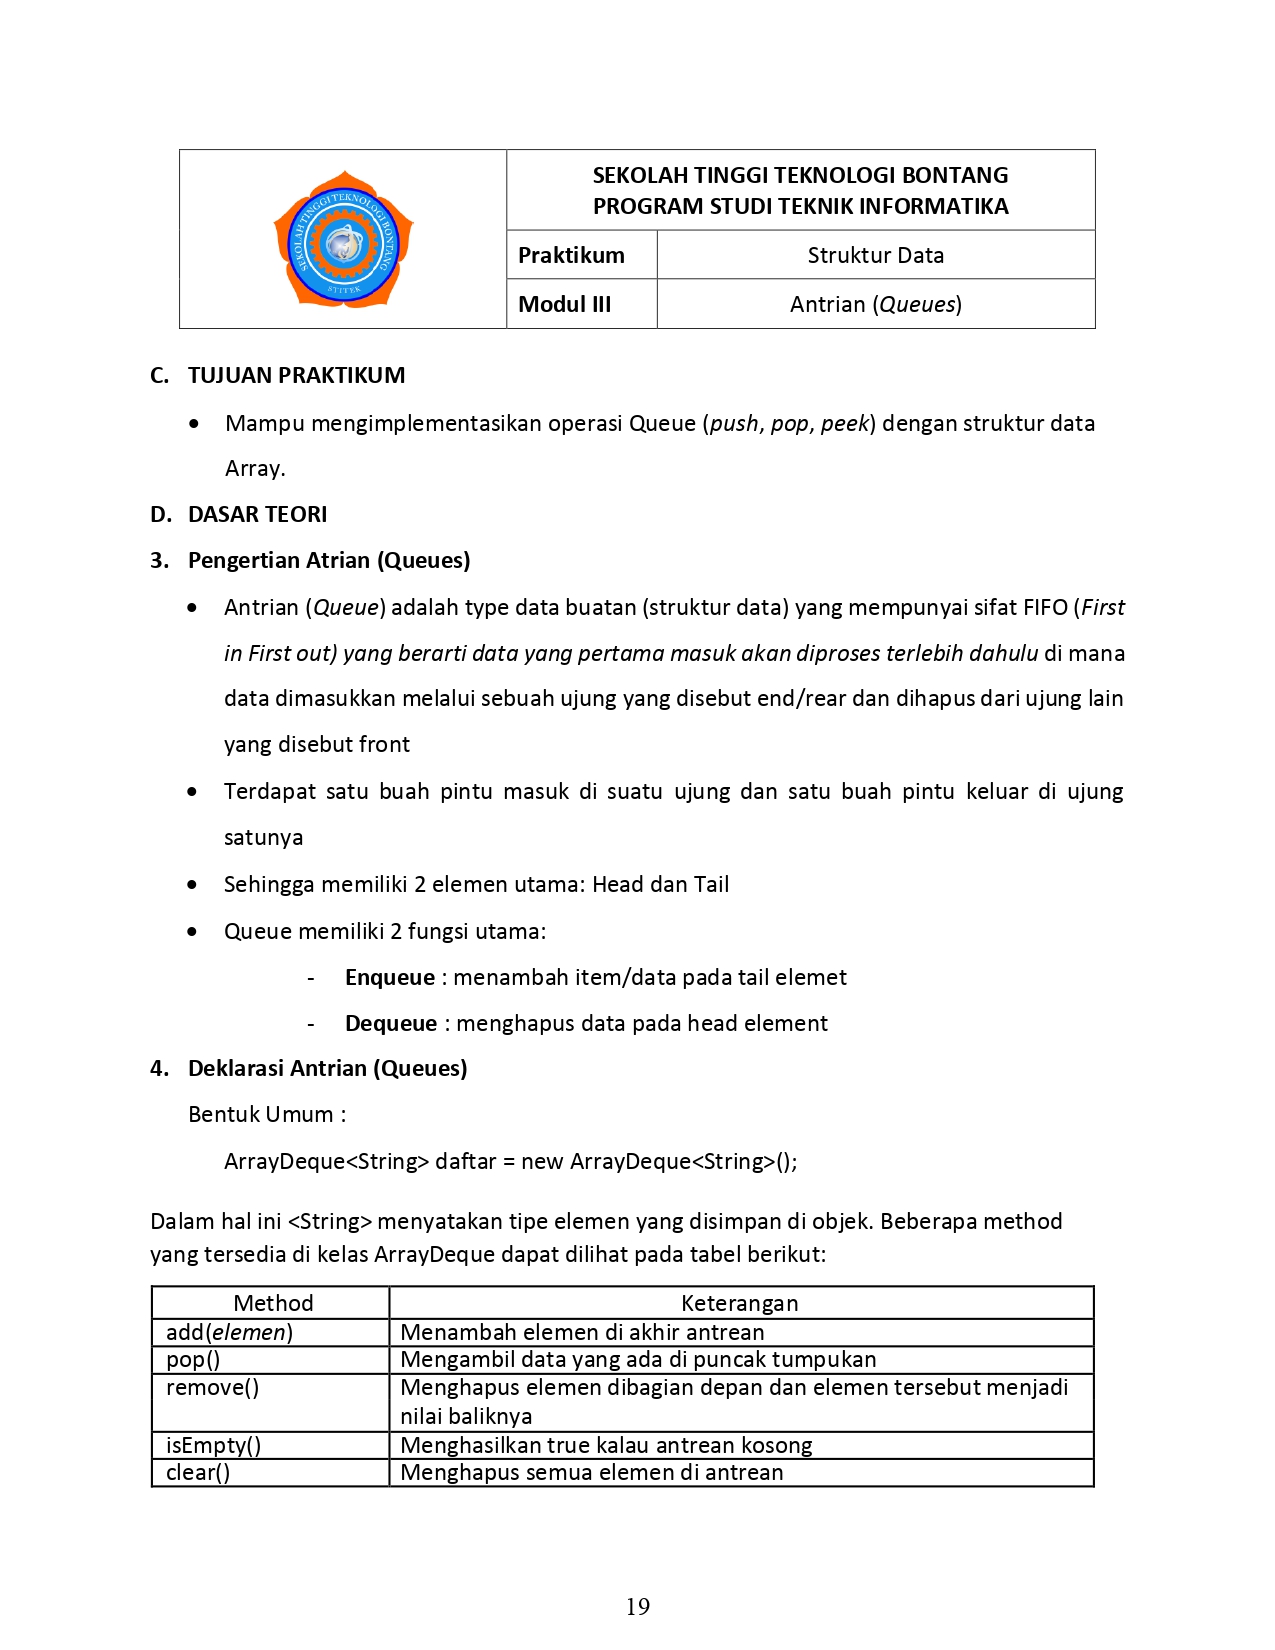 SEKOLAH TINGGI TEKNOLOGI BONTANG
STITEK
SEKOLAH TINGGI TEKNOLOGI BONTANG
PROGRAM STUDI TEKNIK INFORMATIKA
Praktikum Struktur Data
Modul III Antrian (Queues)
C. TUJUAN PRAKTIKUM
• Mampu mengimplementasikan operasi Queue (push, pop, peek) dengan struktur data
Array.
D. DASAR TEORI
3. Pengertian Atrian (Queues)
• Antrian (Queue) adalah type data buatan (struktur data) yang mempunyai sifat FIFO (First
in First out) yang berarti data yang pertama masuk akan diproses terlebih dahulu di mana
data dimasukkan melalui sebuah ujung yang disebut end/rear dan dihapus dari ujung lain
yang disebut front
• Terdapat satu buah pintu masuk di suatu ujung dan satu buah pintu keluar di ujung
satunya
• Sehingga memiliki 2 elemen utama: Head dan Tail
• Queue memiliki 2 fungsi utama:
- Enqueue : menambah item/data pada tail elemet
- Dequeue : menghapus data pada head element
4. Deklarasi Antrian (Queues)
Bentuk Umum :
ArrayDeque<String> daftar = new ArrayDeque<String>();
Dalam hal ini <String> menyatakan tipe elemen yang disimpan di objek. Beberapa method
yang tersedia di kelas ArrayDeque dapat dilihat pada tabel berikut:
Method Keterangan
add(elemen) Menambah elemen di akhir antrean
pop() Mengambil data yang ada di puncak tumpukan
remove() Menghapus elemen dibagian depan dan elemen tersebut menjadi
nilai baliknya
isEmpty() Menghasilkan true kalau antrean kosong
clear() Menghapus semua elemen di antrean
19